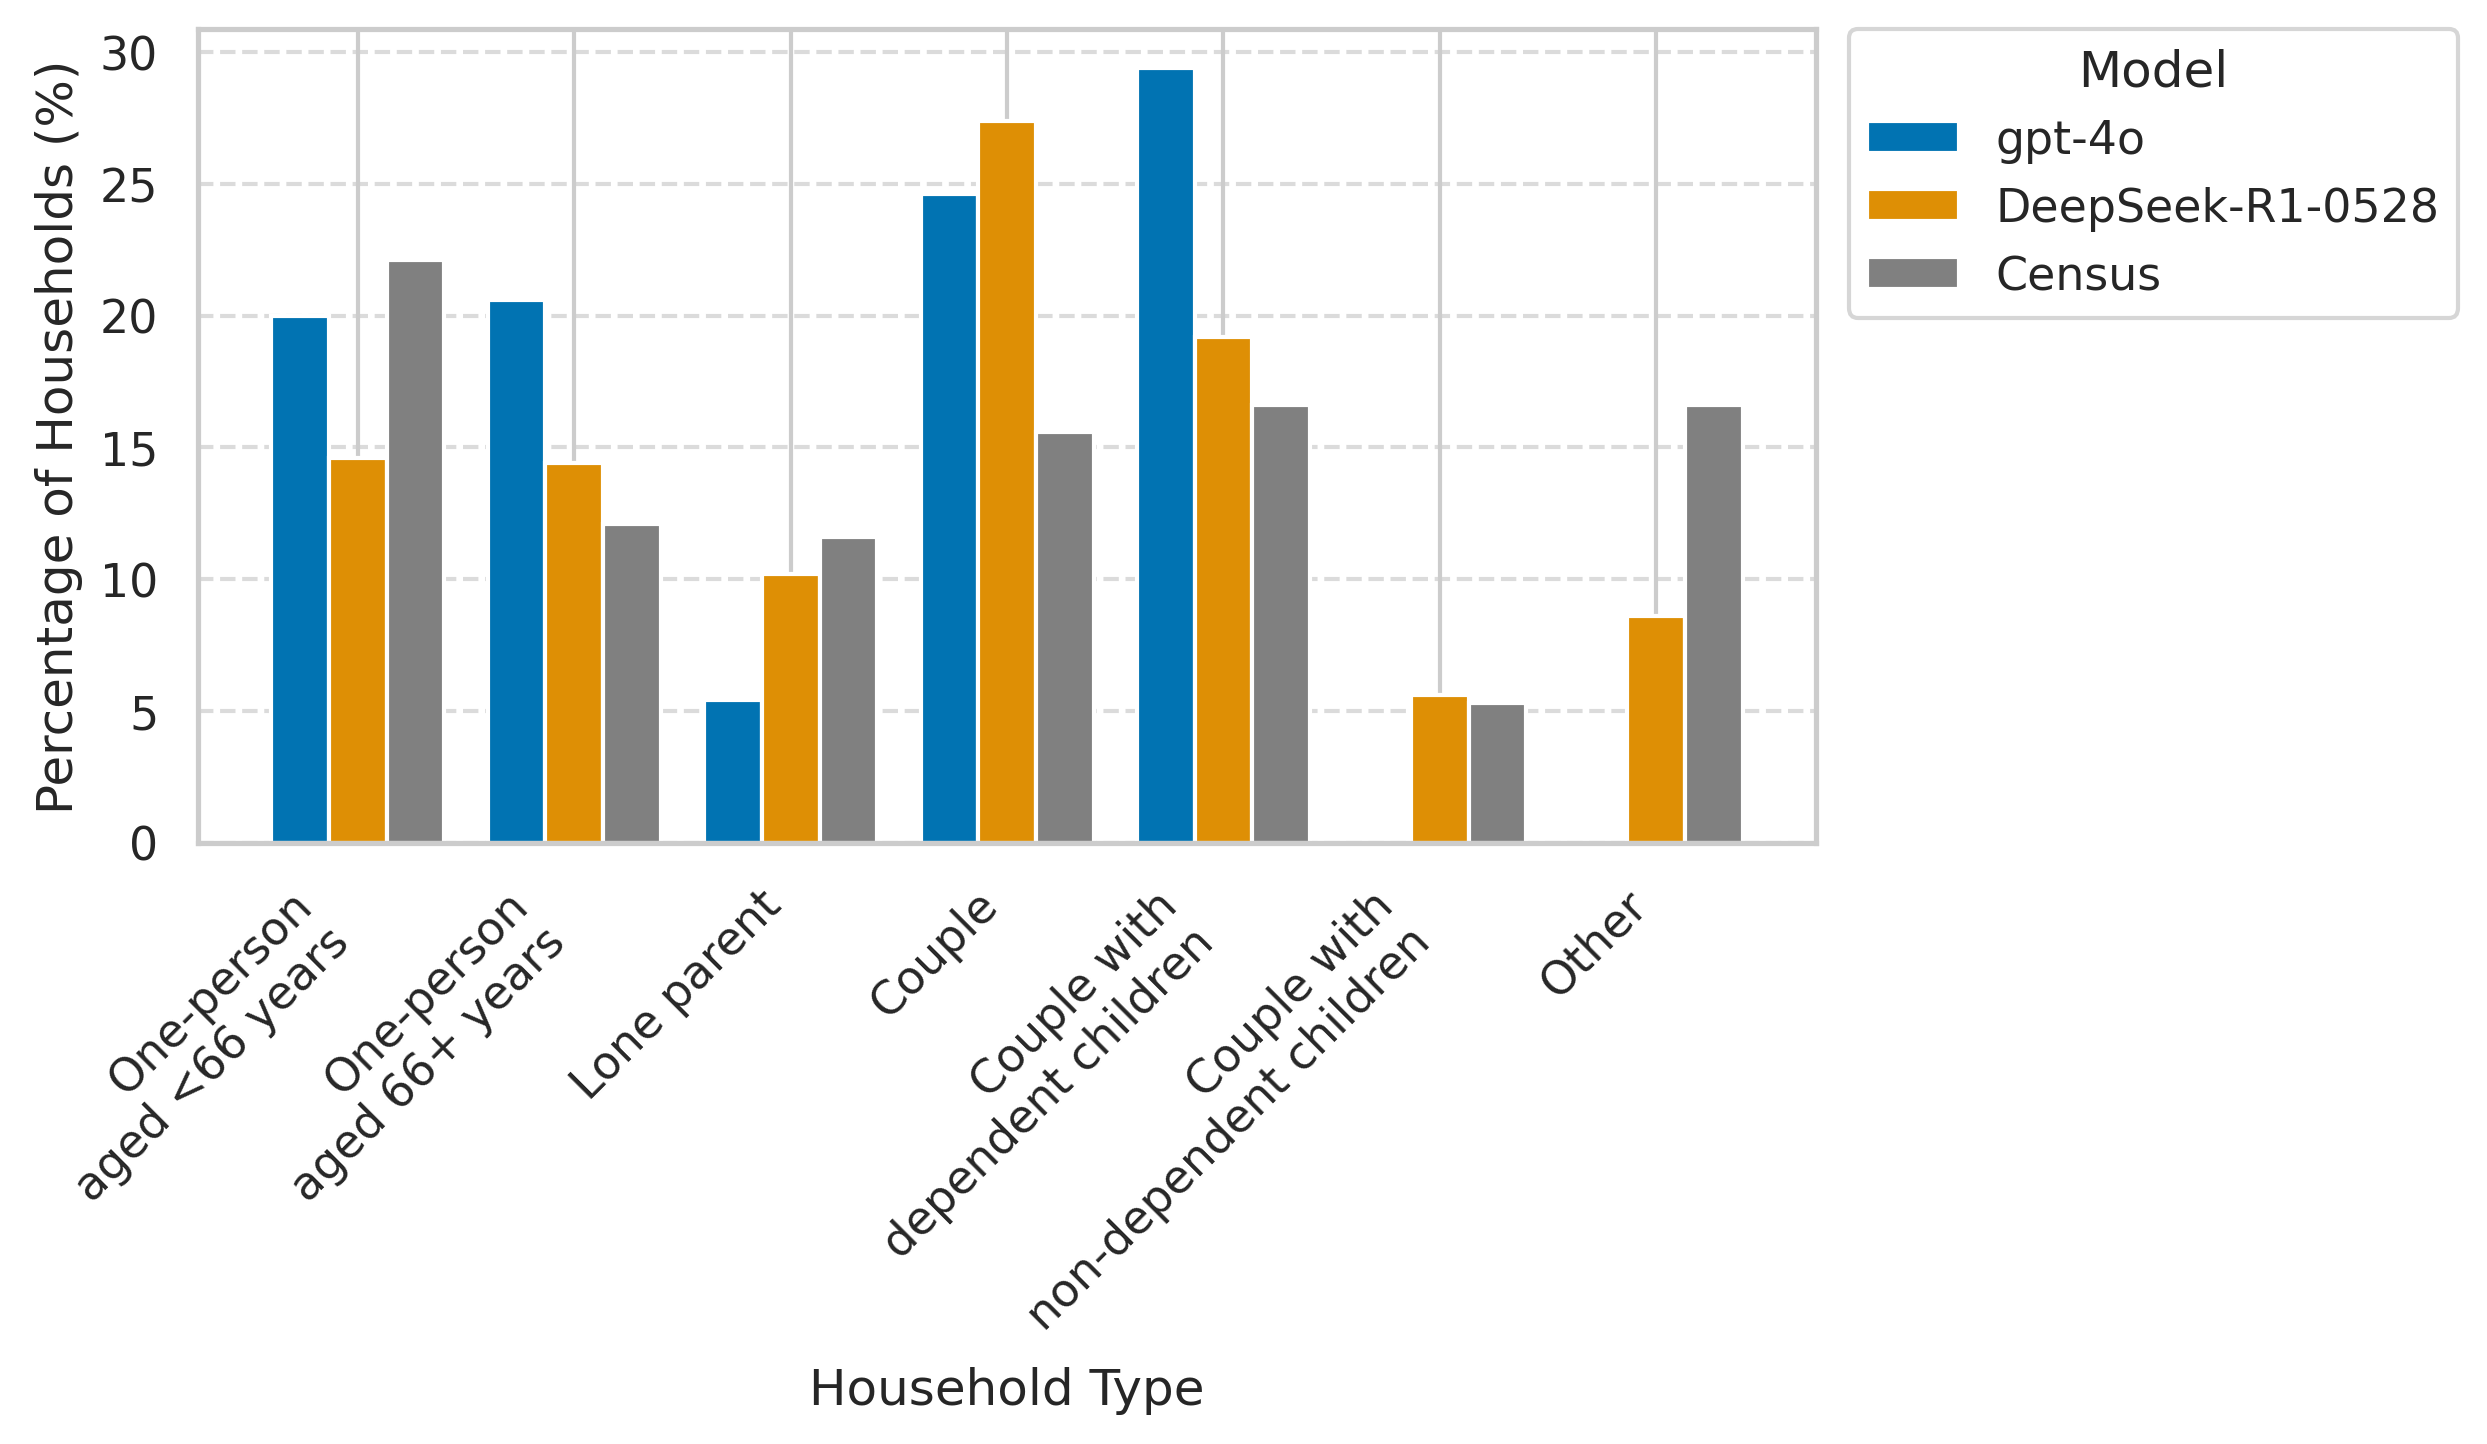 Percentage of Households (%)
30
25
20
15
10
5
0
One-person
aged <66 years
One-person
aged 66+ years
Lone parent
Couple
Couple with
dependent children
Couple with
non-dependent children
Other
Household Type
Model
gpt-4o
DeepSeek-R1-0528
Census